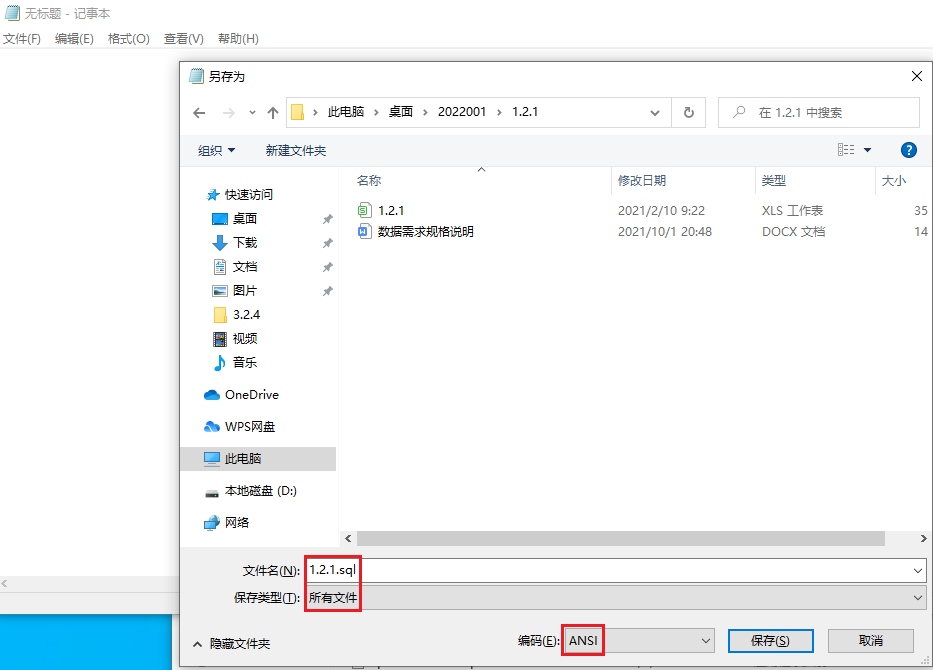 无标题 - 记事本
文件(F) 编辑(E) 格式(O) 查看(V) 帮助(H)
另存为
此电脑 › 桌面 › 2022001 › 1.2.1
在 1.2.1 中搜索
组织 新建文件夹
名称 修改日期 类型 大小
1.2.1 2021/2/10 9:22 XLS 工作表 35
数据需求规格说明 2021/10/1 20:48 DOCX 文档 14
快速访问
桌面
下载
文档
图片
3.2.4
视频
音乐
OneDrive
WPS网盘
此电脑
本地磁盘 (D:)
网络
文件名(N): 1.2.1.sql
保存类型(T): 所有文件
隐藏文件夹 编码(E): ANSI 保存(S) 取消